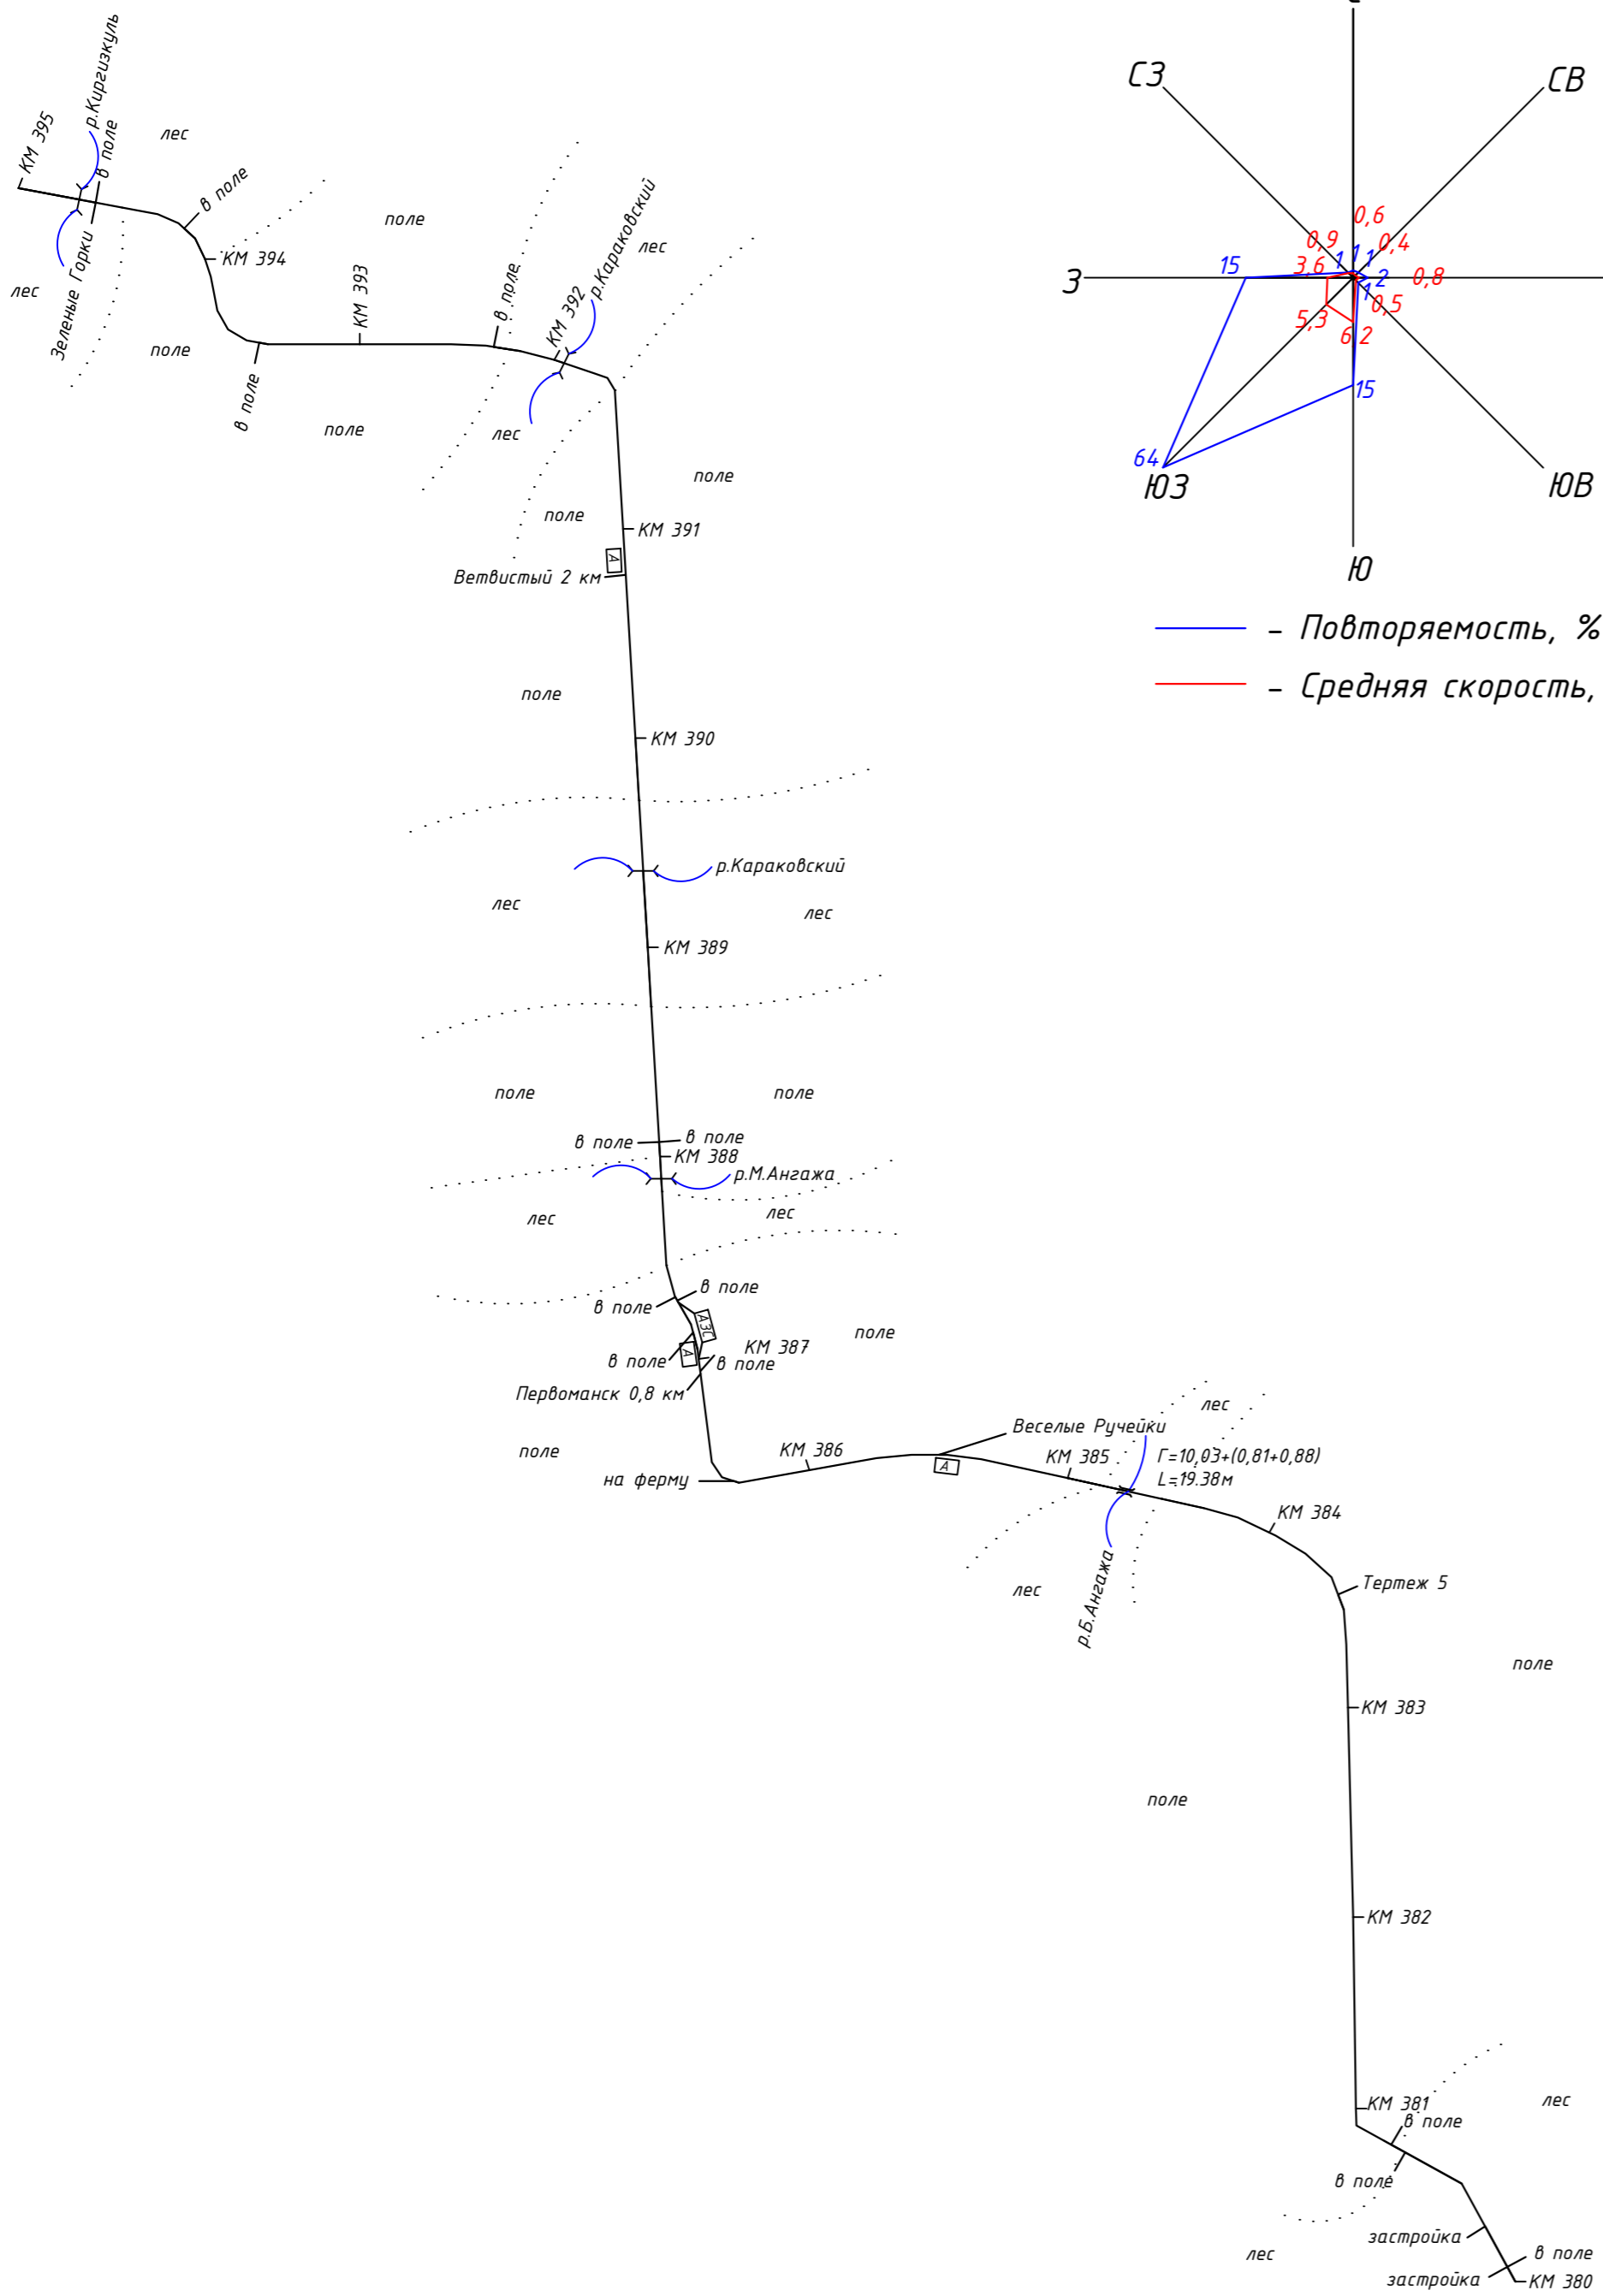 СЗ
СВ
З
ЮЗ
ЮВ
Ю
0,6
0,9
0,4
1
1
1
15
3,6
2
0,8
1
0,5
5,3
6,2
15
64
– Повторяемость, %
– Средняя скорость,
КМ 395
р.Киргизкуль
в поле
лес
в поле
поле
КМ 394
лес
Зеленые Горки
поле
в поле
КМ 393
поле
в поле
КМ 392
р.Караковский
лес
лес
поле
поле
КМ 391
А
Ветвистый 2 км
поле
КМ 390
р.Караковский
лес
лес
КМ 389
поле
поле
в поле
в поле
КМ 388
р.М.Ангажа
лес
лес
в поле
в поле
АЗС
поле
КМ 387
в поле
А
в поле
Первоманск 0,8 км
поле
на ферму
КМ 386
Веселые Ручейки
А
КМ 385
лес
Г=10,03+(0,81+0,88)
L=19.38м
КМ 384
р.Б.Ангажа
лес
Тертеж 5
поле
КМ 383
поле
КМ 382
КМ 381
в поле
лес
в поле
застройка
лес
в поле
застройка
КМ 380